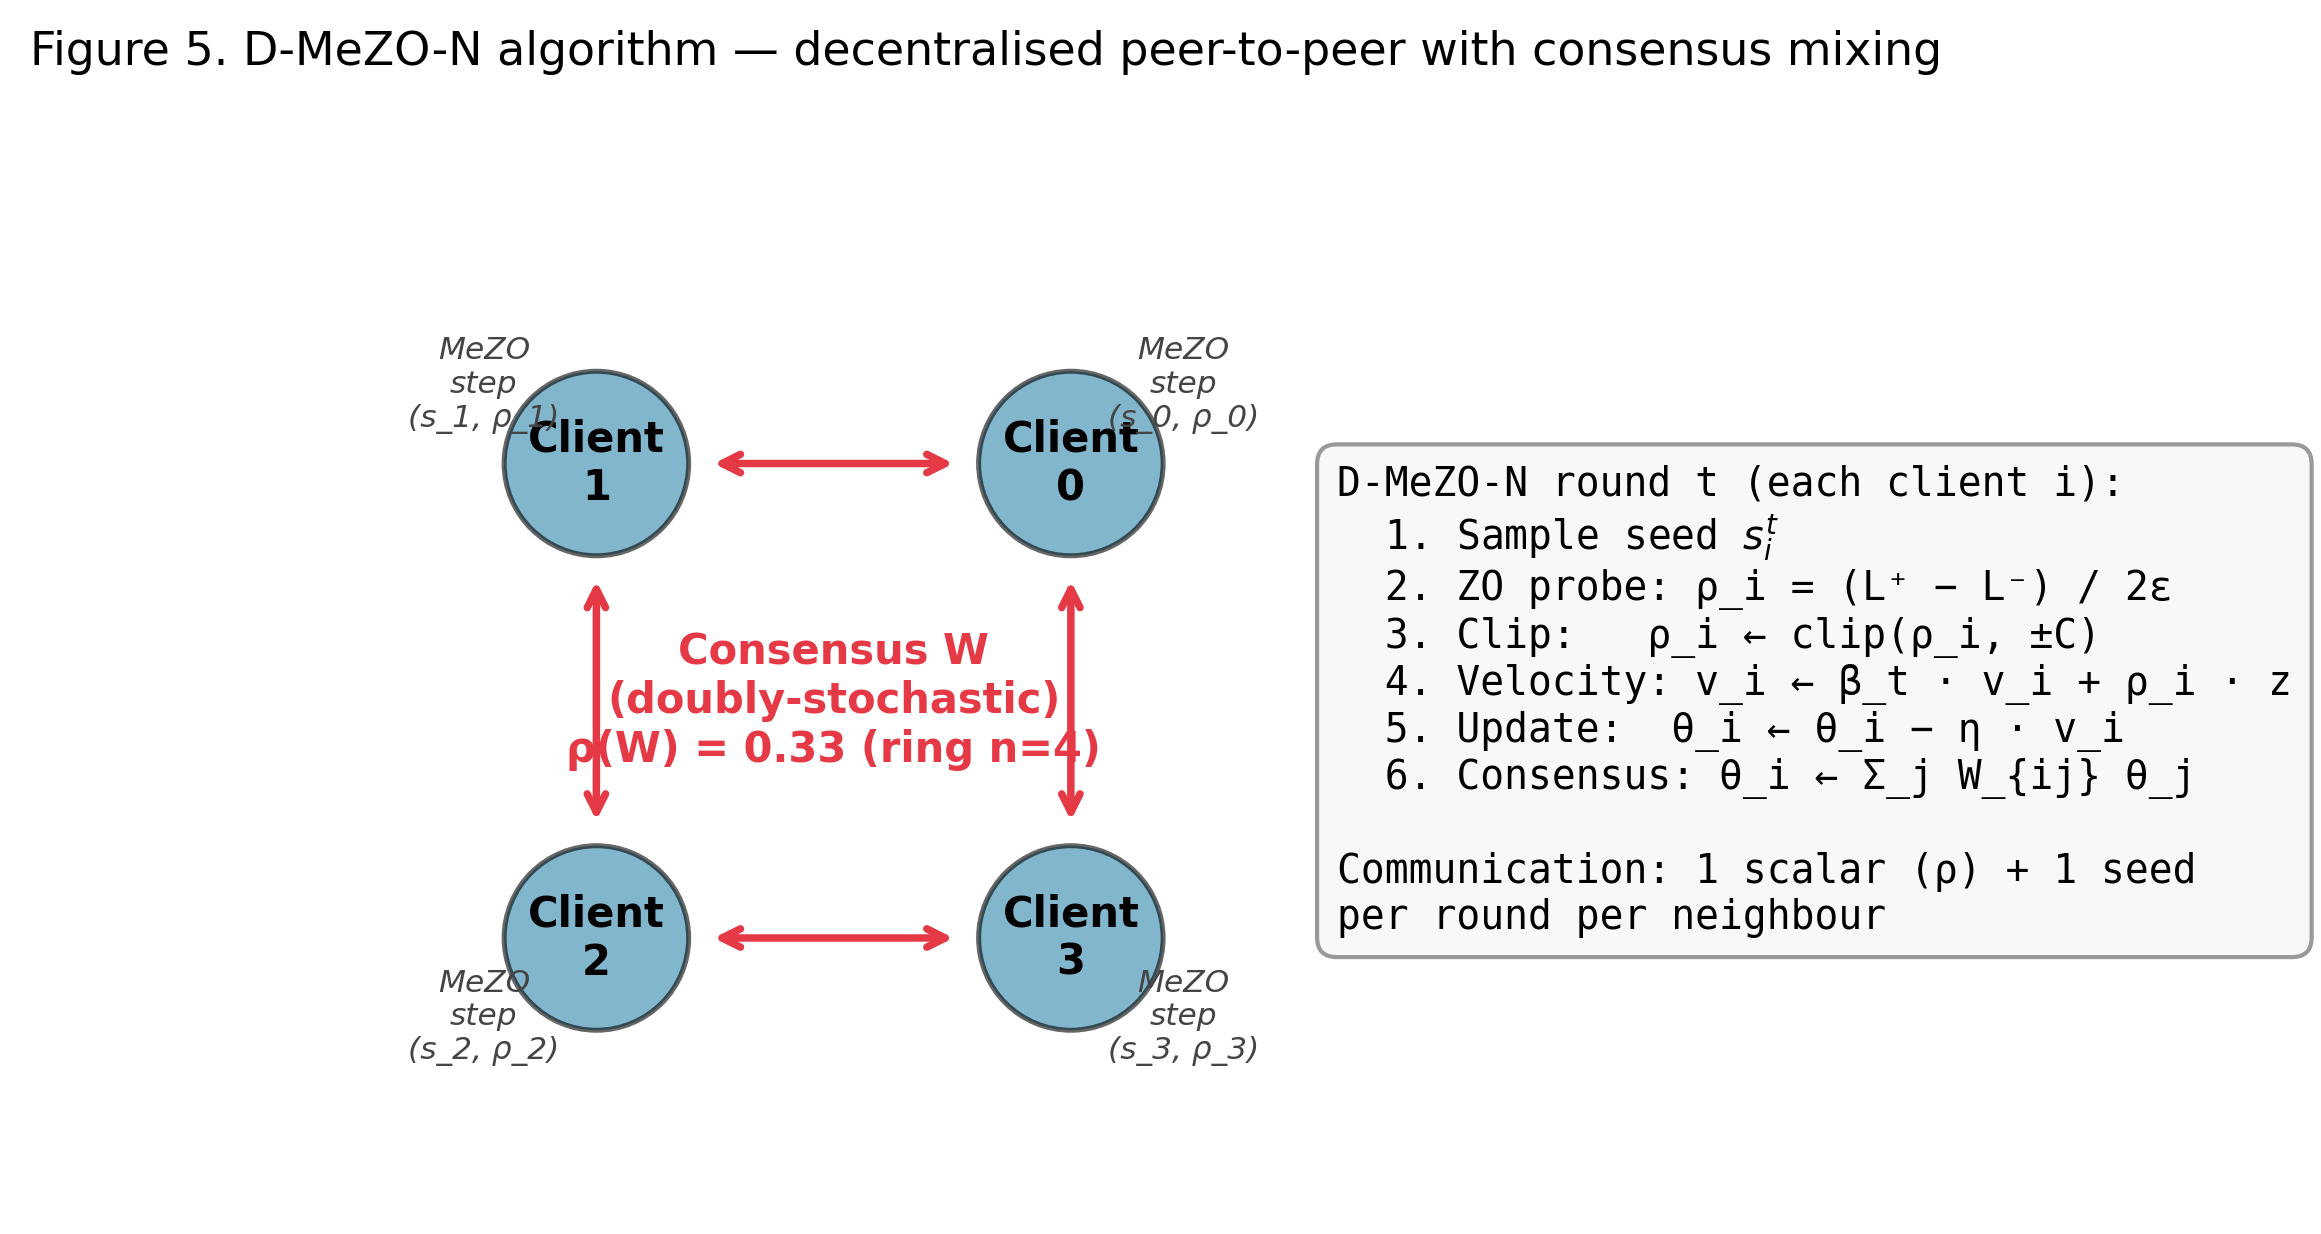 Figure 5. D-MeZO-N algorithm — decentralised peer-to-peer with consensus mixing
MeZO
step
(s_1, ρ_1)
Client
1
MeZO
step
(s_0, ρ_0)
Client
0
Consensus W
(doubly-stochastic)
ρ(W) = 0.33 (ring n=4)
Client
2
MeZO
step
(s_2, ρ_2)
Client
3
MeZO
step
(s_3, ρ_3)
D-MeZO-N round t (each client i):
1. Sample seed $s_i^t$
2. ZO probe: ρ_i = (L⁺ − L⁻) / 2ε
3. Clip:   ρ_i ← clip(ρ_i, ±C)
4. Velocity: v_i ← β_t · v_i + ρ_i · z
5. Update:  θ_i ← θ_i − η · v_i
6. Consensus: θ_i ← Σ_j W_{ij} θ_j
Communication: 1 scalar (ρ) + 1 seed
per round per neighbour